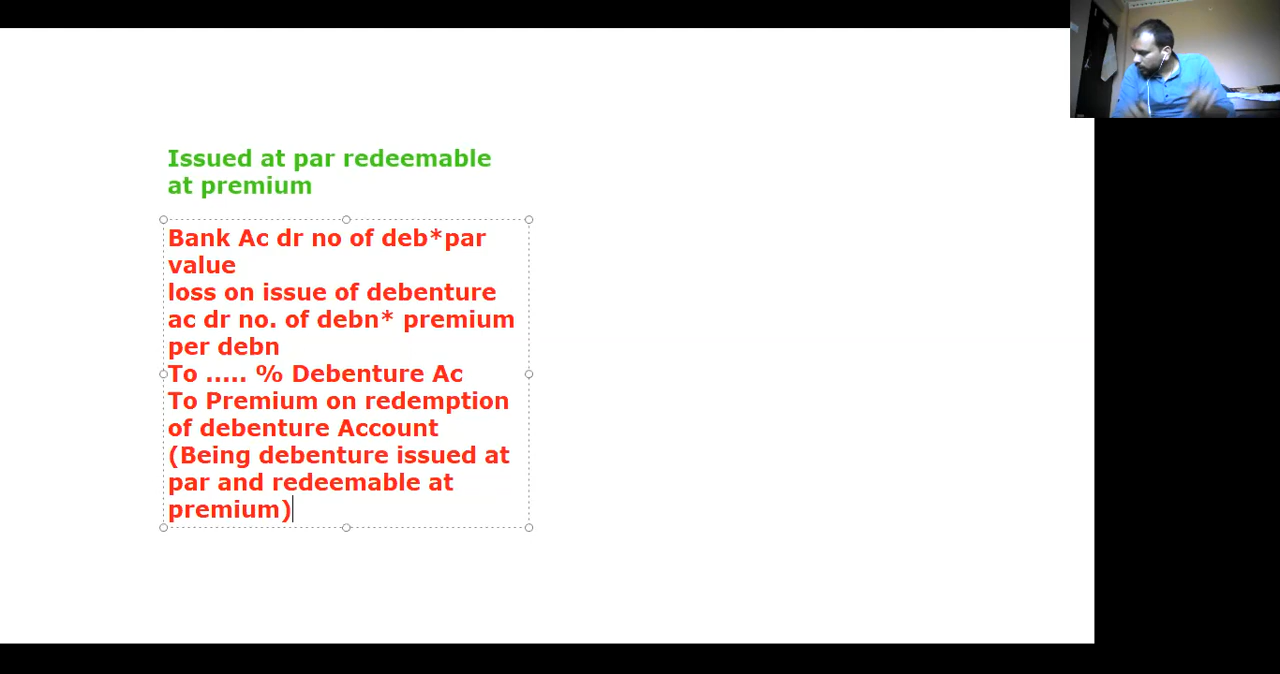 Issued at par redeemable
at premium
Bank Ac dr no of deb*par
value
loss on issue of debenture
ac dr no. of debn* premium
per debn
To ..... % Debenture Ac
To Premium on redemption
of debenture Account
(Being debenture issued at
par and redeemable at
premium)